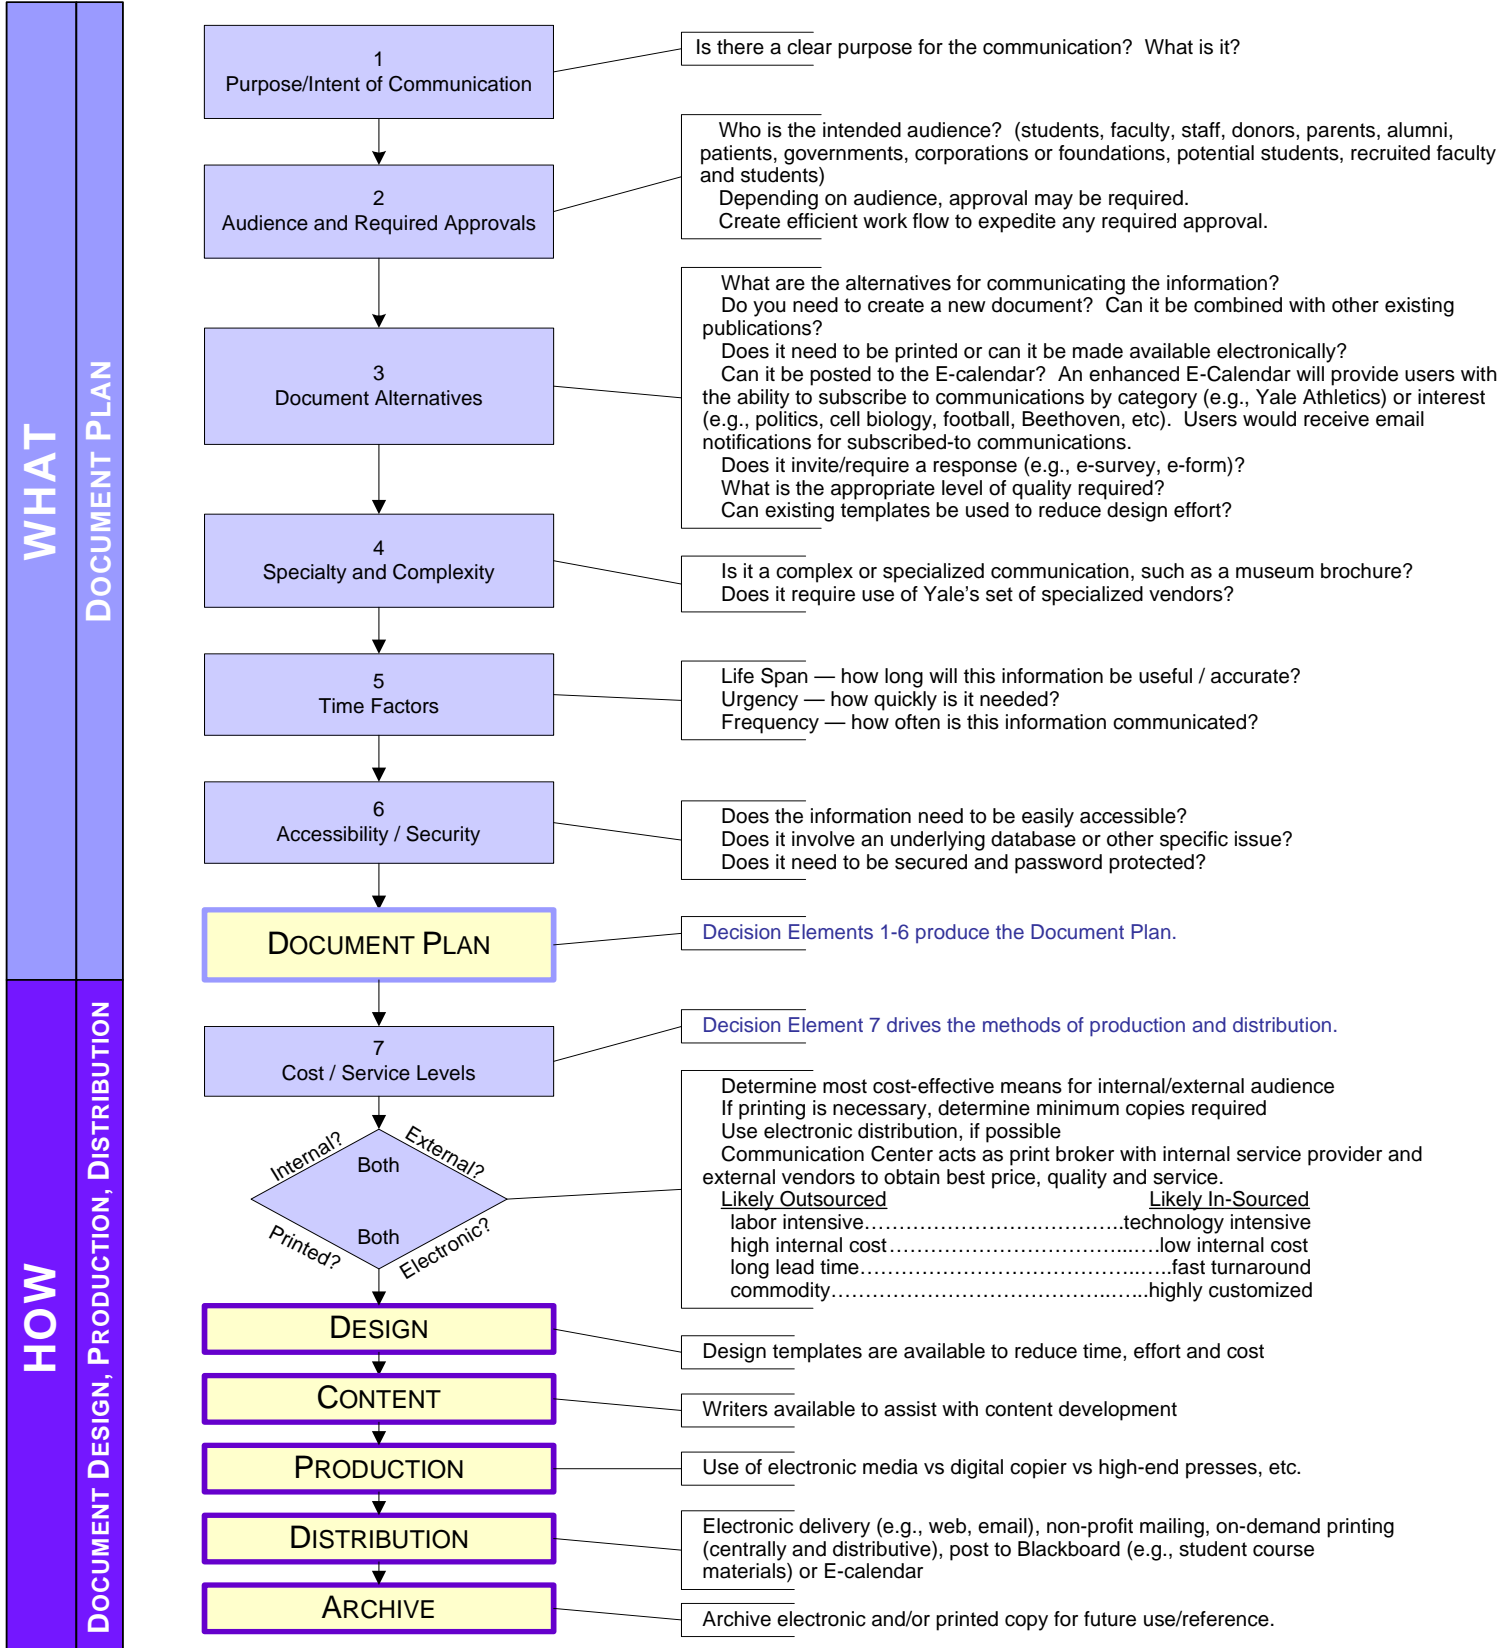 WHAT
DOCUMENT PLAN
HOW
DOCUMENT DESIGN, PRODUCTION, DISTRIBUTION
1
Purpose/Intent of Communication
Is there a clear purpose for the communication?  What is it?
2
Audience and Required Approvals
Who is the intended audience?  (students, faculty, staff, donors, parents, alumni,
patients, governments, corporations or foundations, potential students, recruited faculty
and students)
Depending on audience, approval may be required.
Create efficient work flow to expedite any required approval.
3
Document Alternatives
What are the alternatives for communicating the information?
Do you need to create a new document?  Can it be combined with other existing
publications?
Does it need to be printed or can it be made available electronically?
Can it be posted to the E-calendar?  An enhanced E-Calendar will provide users with
the ability to subscribe to communications by category (e.g., Yale Athletics) or interest
(e.g., politics, cell biology, football, Beethoven, etc).  Users would receive email
notifications for subscribed-to communications.
Does it invite/require a response (e.g., e-survey, e-form)?
What is the appropriate level of quality required?
Can existing templates be used to reduce design effort?
4
Specialty and Complexity
Is it a complex or specialized communication, such as a museum brochure?
Does it require use of Yale's set of specialized vendors?
5
Time Factors
Life Span — how long will this information be useful / accurate?
Urgency — how quickly is it needed?
Frequency — how often is this information communicated?
6
Accessibility / Security
Does the information need to be easily accessible?
Does it involve an underlying database or other specific issue?
Does it need to be secured and password protected?
DOCUMENT PLAN
Decision Elements 1-6 produce the Document Plan.
7
Cost / Service Levels
Decision Element 7 drives the methods of production and distribution.
Internal?
External?
Both
Both
Printed?
Electronic?
Determine most cost-effective means for internal/external audience
If printing is necessary, determine minimum copies required
Use electronic distribution, if possible
Communication Center acts as print broker with internal service provider and
external vendors to obtain best price, quality and service.
Likely Outsourced Likely In-Sourced
labor intensive……………………………….technology intensive
high internal cost……………………………...….low internal cost
long lead time…………………………………..…..fast turnaround
commodity…………………………………..…...highly customized
DESIGN
Design templates are available to reduce time, effort and cost
CONTENT
Writers available to assist with content development
PRODUCTION
Use of electronic media vs digital copier vs high-end presses, etc.
DISTRIBUTION
Electronic delivery (e.g., web, email), non-profit mailing, on-demand printing
(centrally and distributive), post to Blackboard (e.g., student course
materials) or E-calendar
ARCHIVE
Archive electronic and/or printed copy for future use/reference.